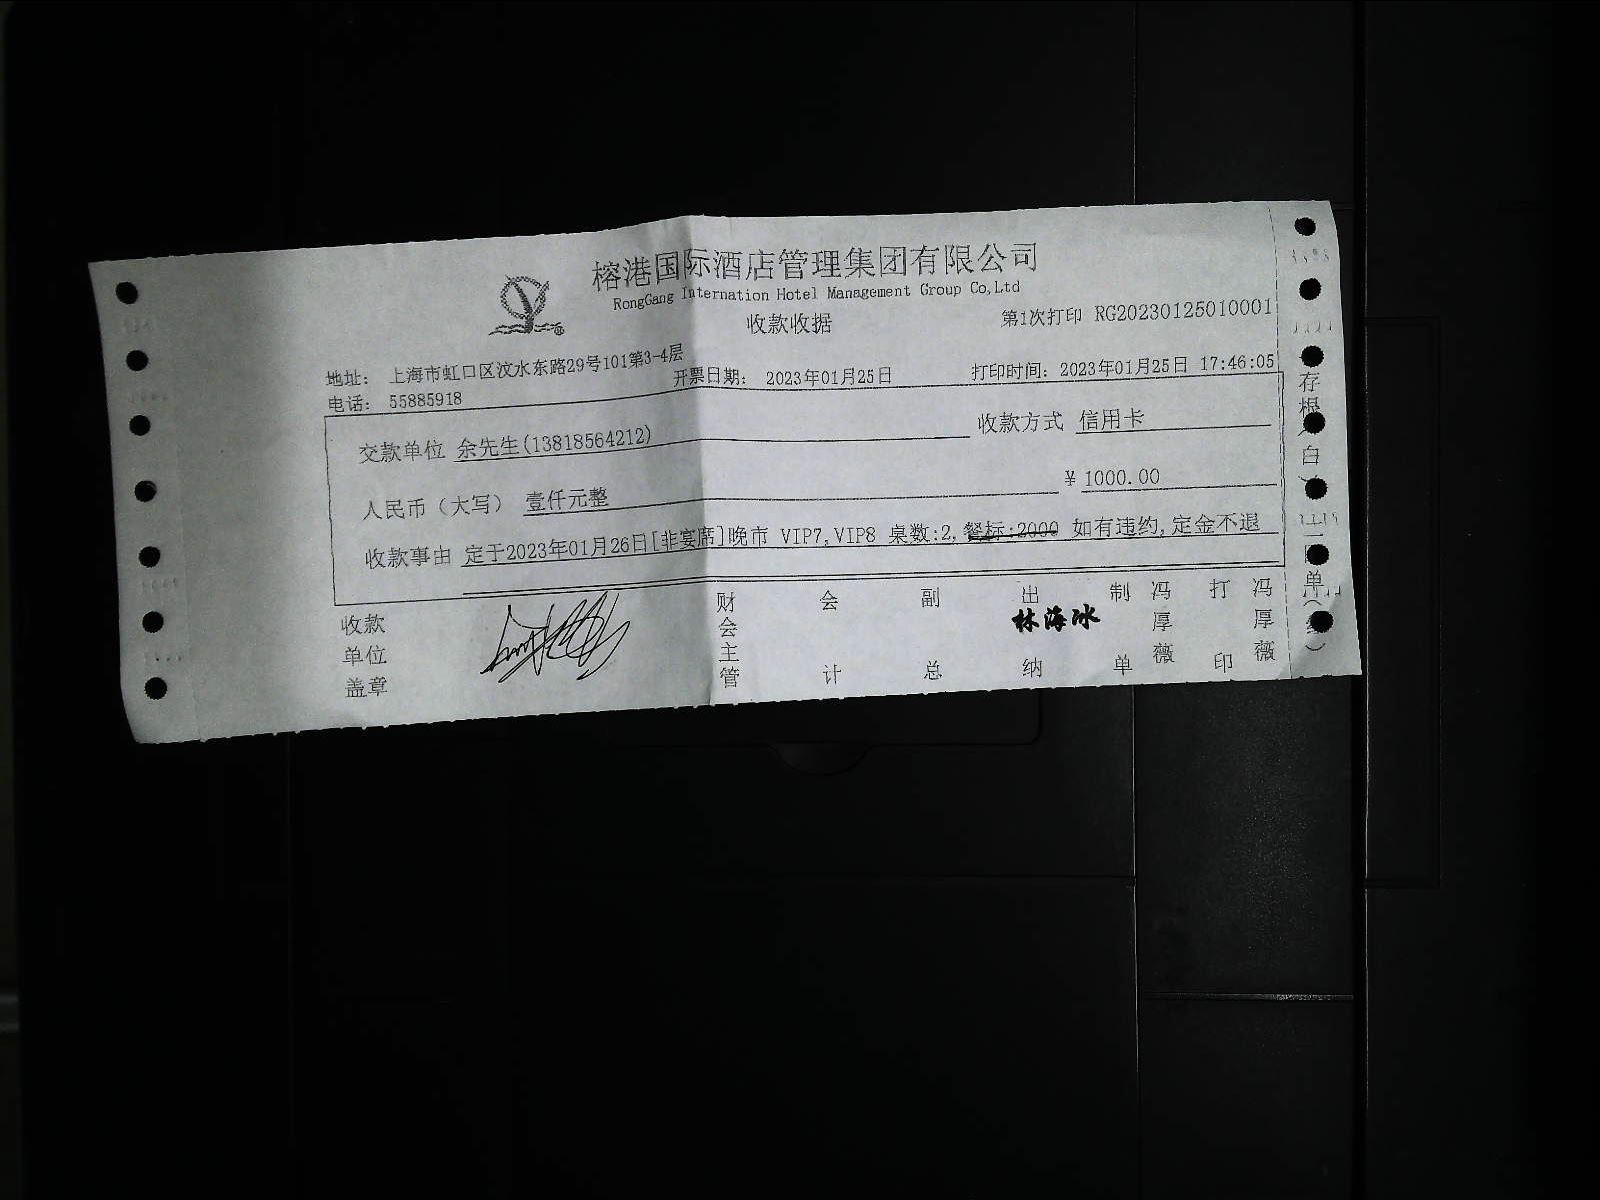 榕港国际酒店管理集团有限公司
RongGang International Hotel Management Group Co,Ltd
收款收据
第1次打印 RG20230125010001
地址： 上海市虹口区汶水东路29号101第3-4层
电话： 55885918
开票日期： 2023年01月25日
打印时间：2023年01月25日 17:46:05
交款单位 余先生(13818564212)
收款方式 信用卡
人民币（大写） 壹仟元整
¥ 1000.00
收款事由 定于2023年01月26日[非宴席]晚市 VIP7,VIP8 桌数:2,餐标:2000 如有违约,定金不退
收款单位盖章
财会主管
会计
副总
出纳 林海冰
制单 冯厚薇
打印 冯厚薇
存根
白
单